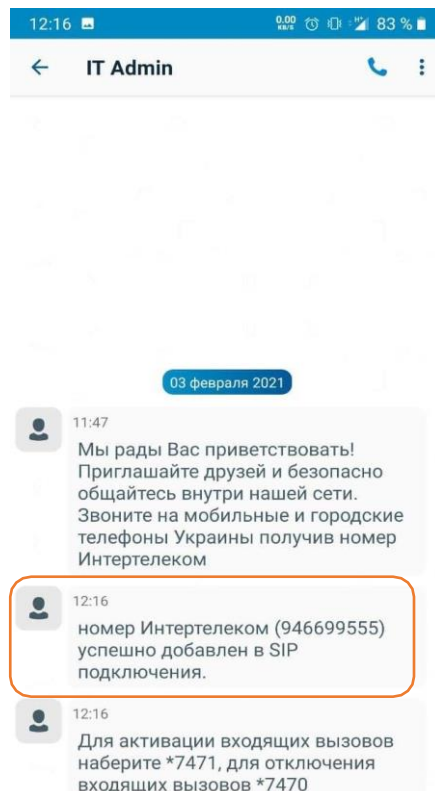 12:16 0.00 KB/S 83 %
IT Admin
03 февраля 2021
11:47
Мы рады Вас приветствовать!
Приглашайте друзей и безопасно
общайтесь внутри нашей сети.
Звоните на мобильные и городские
телефоны Украины получив номер
Интертелеком
12:16
номер Интертелеком (946699555)
успешно добавлен в SIP
подключения.
12:16
Для активации входящих вызовов
наберите *7471, для отключения
входящих вызовов *7470